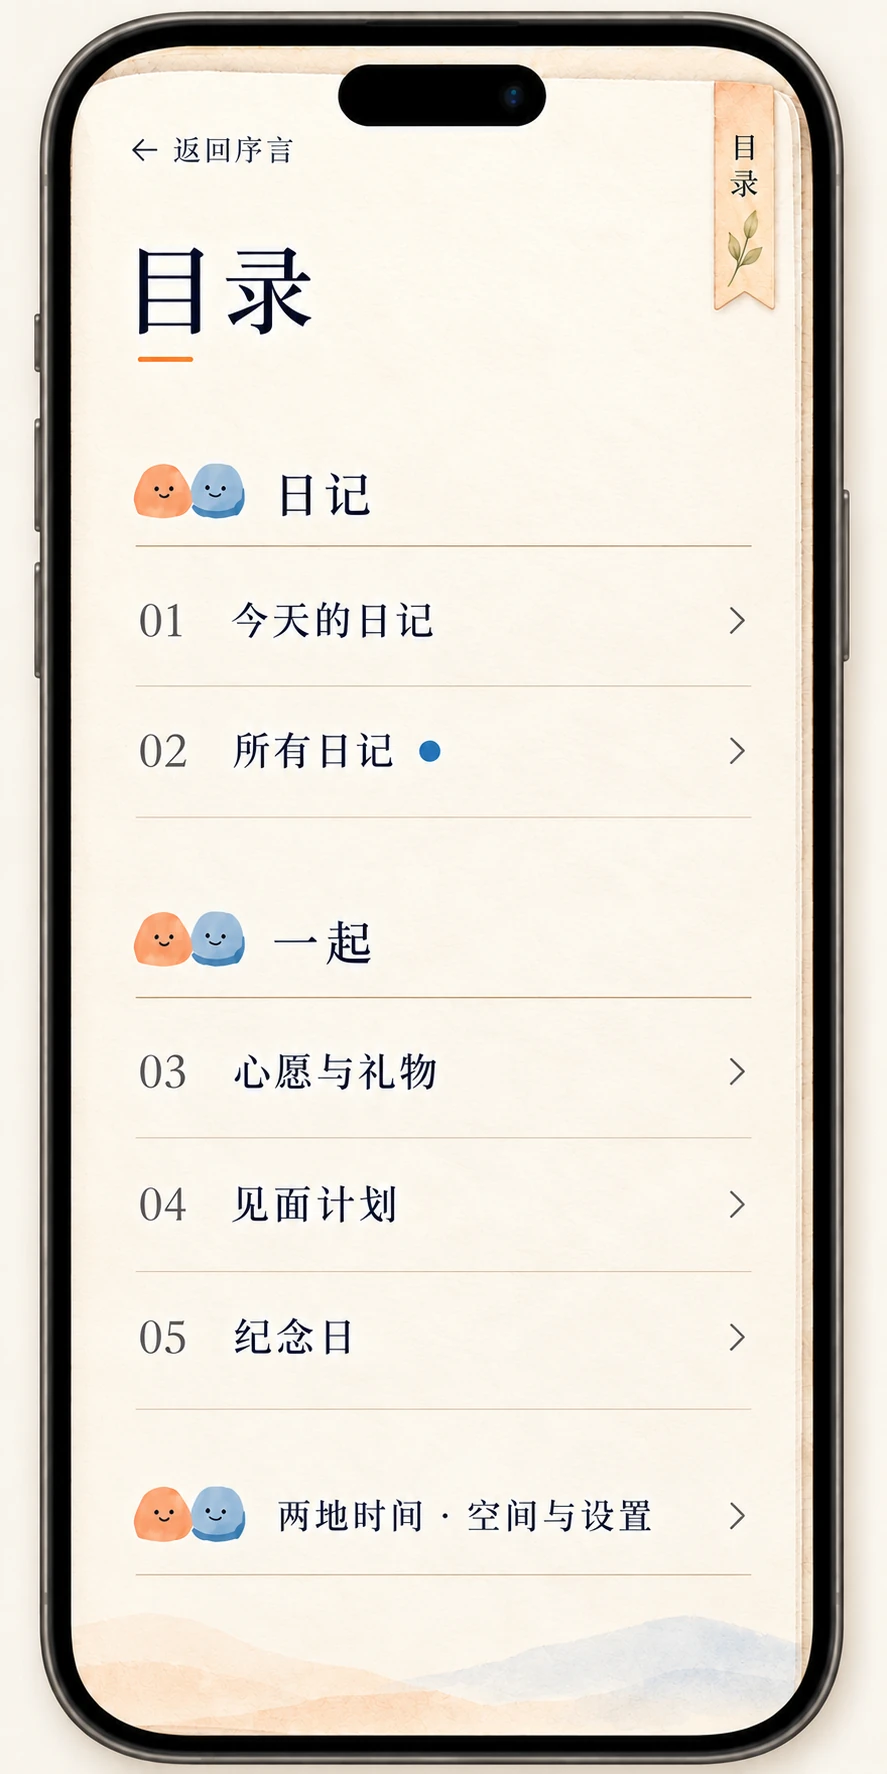 ← 返回序言
目录
目录
日记
01 今天的日记
02 所有日记
一起
03 心愿与礼物
04 见面计划
05 纪念日
两地时间 · 空间与设置